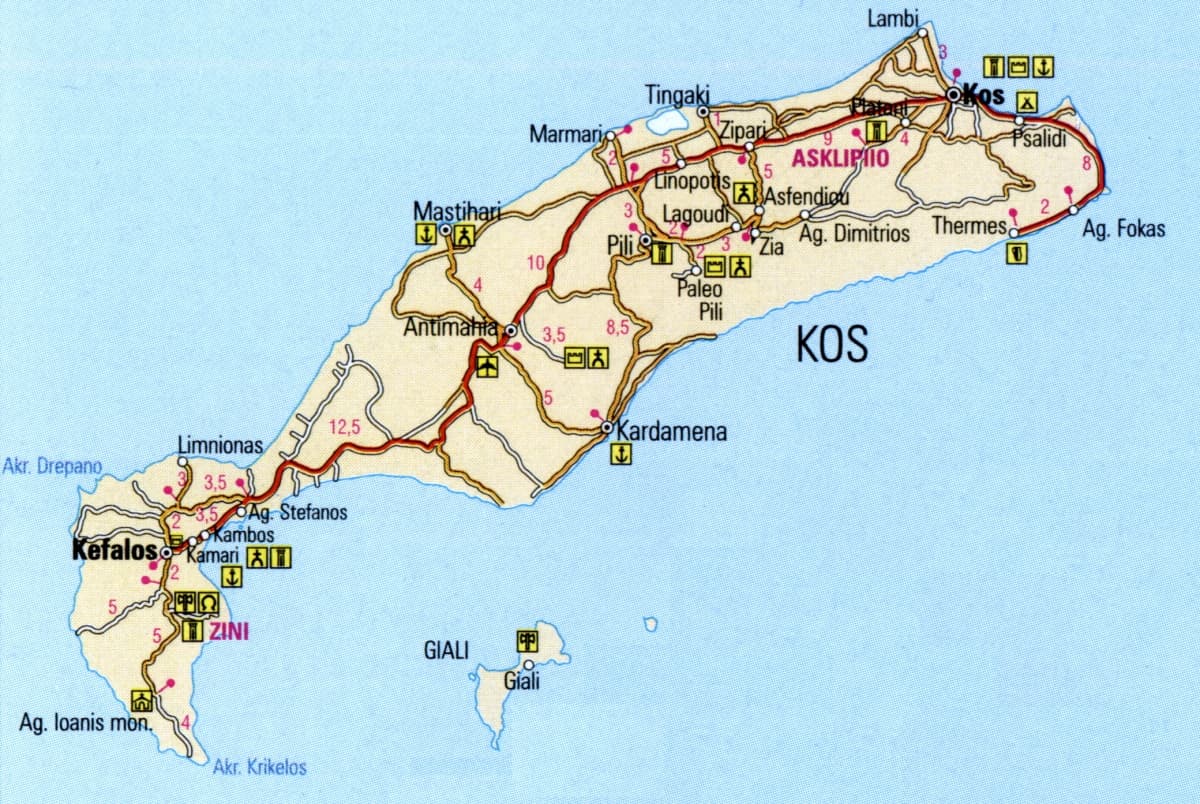 Lambi
3
Kos
Tingaki
Platani
Psalidi
Marmari
1
Zipari
9
4
ASKLIPIIO
8
2
5
Linopotis
5
Asfendiou
Mastihari
3
Lagoudi
2
Thermes
2
Ag. Fokas
Pili
2
3
Zia
Ag. Dimitrios
10
4
Paleo
Pili
Antimahia
3,5
8,5
KOS
5
12,5
Kardamena
Limnionas
Akr. Drepano
3
3,5
2
3,5
Ag. Stefanos
Kambos
Kefalos
Kamari
2
5
5
ZINI
GIALI
Giali
Ag. Ioanis mon.
4
Akr. Krikelos